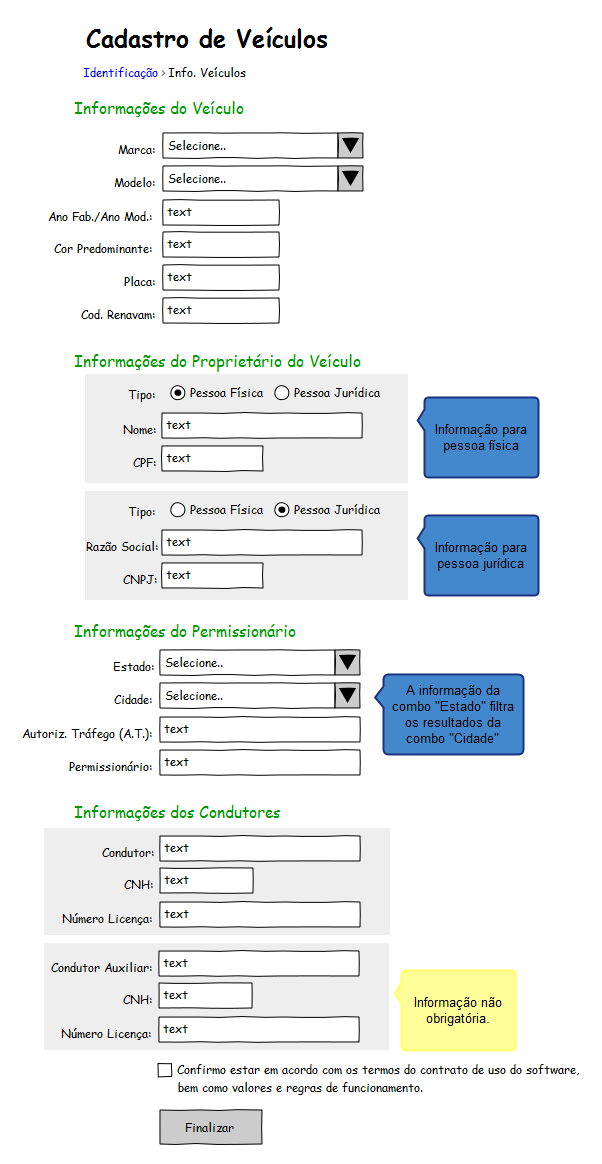 Cadastro de Veículos
Identificação > Info. Veículos
Informações do Veículo
Marca: Selecione..
Modelo: Selecione..
Ano Fab./Ano Mod.: text
Cor Predominante: text
Placa: text
Cod. Renavam: text
Informações do Proprietário do Veículo
Tipo: Pessoa Física Pessoa Jurídica
Nome: text
CPF: text
Informação para
pessoa física
Tipo: Pessoa Física Pessoa Jurídica
Razão Social: text
CNPJ: text
Informação para
pessoa jurídica
Informações do Permissionário
Estado: Selecione..
Cidade: Selecione..
Autoriz. Tráfego (A.T.): text
Permissionário: text
A informação da
combo "Estado" filtra
os resultados da
combo "Cidade"
Informações dos Condutores
Condutor: text
CNH: text
Número Licença: text
Condutor Auxiliar: text
CNH: text
Número Licença: text
Informação não
obrigatória.
Confirmo estar em acordo com os termos do contrato de uso do software,
bem como valores e regras de funcionamento.
Finalizar